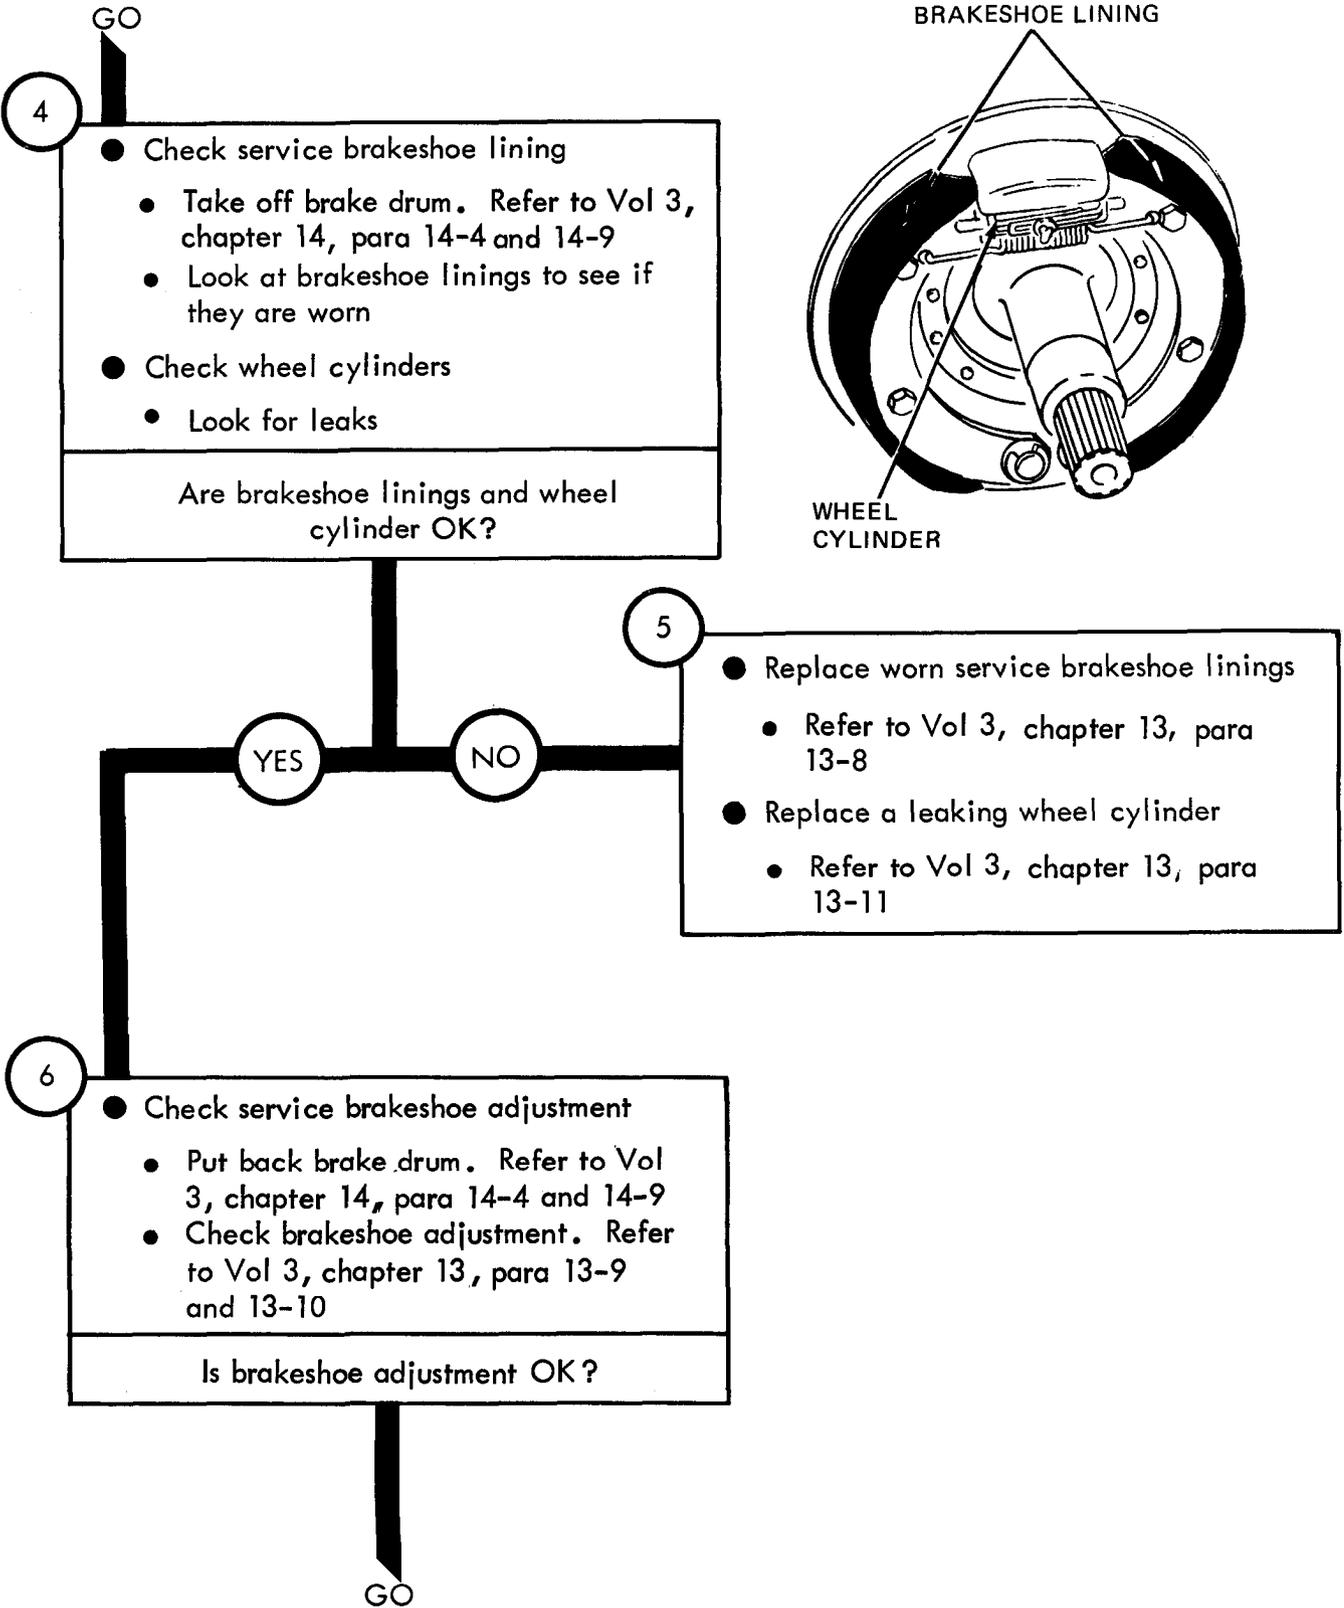 GO
BRAKESHOE LINING
4
● Check service brakeshoe lining
● Take off brake drum. Refer to Vol 3,
chapter 14, para 14-4 and 14-9
● Look at brakeshoe linings to see if
they are worn
● Check wheel cylinders
● Look for leaks
Are brakeshoe linings and wheel
cylinder OK?
WHEEL
CYLINDER
YES
NO
5
● Replace worn service brakeshoe linings
● Refer to Vol 3, chapter 13, para
13-8
● Replace a leaking wheel cylinder
● Refer to Vol 3, chapter 13, para
13-11
6
● Check service brakeshoe adjustment
● Put back brake drum. Refer to Vol
3, chapter 14, para 14-4 and 14-9
● Check brakeshoe adjustment. Refer
to Vol 3, chapter 13, para 13-9
and 13-10
Is brakeshoe adjustment OK?
GO